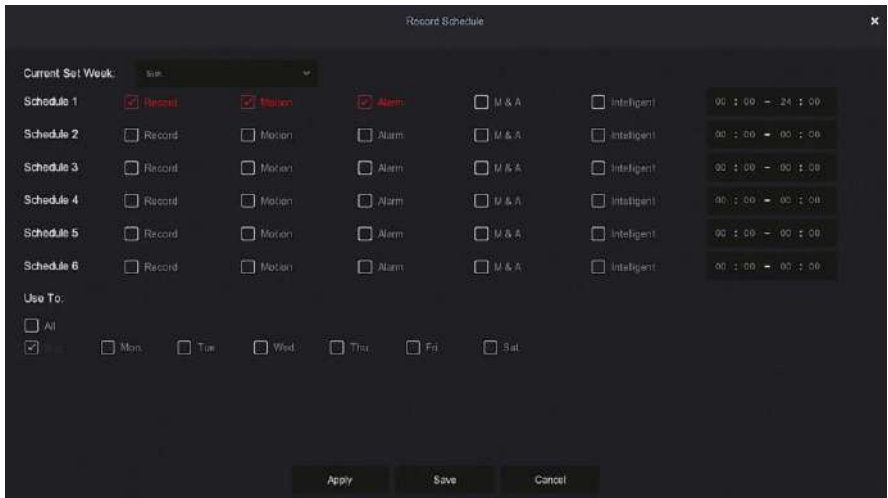 Record Schedule
Current Set Week: Sun.
Schedule 1 Record Motion Alarm M & A Intelligent 00 : 00 - 24 : 00
Schedule 2 Record Motion Alarm M & A Intelligent 00 : 00 - 00 : 00
Schedule 3 Record Motion Alarm M & A Intelligent 00 : 00 - 00 : 00
Schedule 4 Record Motion Alarm M & A Intelligent 00 : 00 - 00 : 00
Schedule 5 Record Motion Alarm M & A Intelligent 00 : 00 - 00 : 00
Schedule 6 Record Motion Alarm M & A Intelligent 00 : 00 - 00 : 00
Use To:
All
Mon. Tue. Wed. Thu. Fri. Sat.
Apply Save Cancel